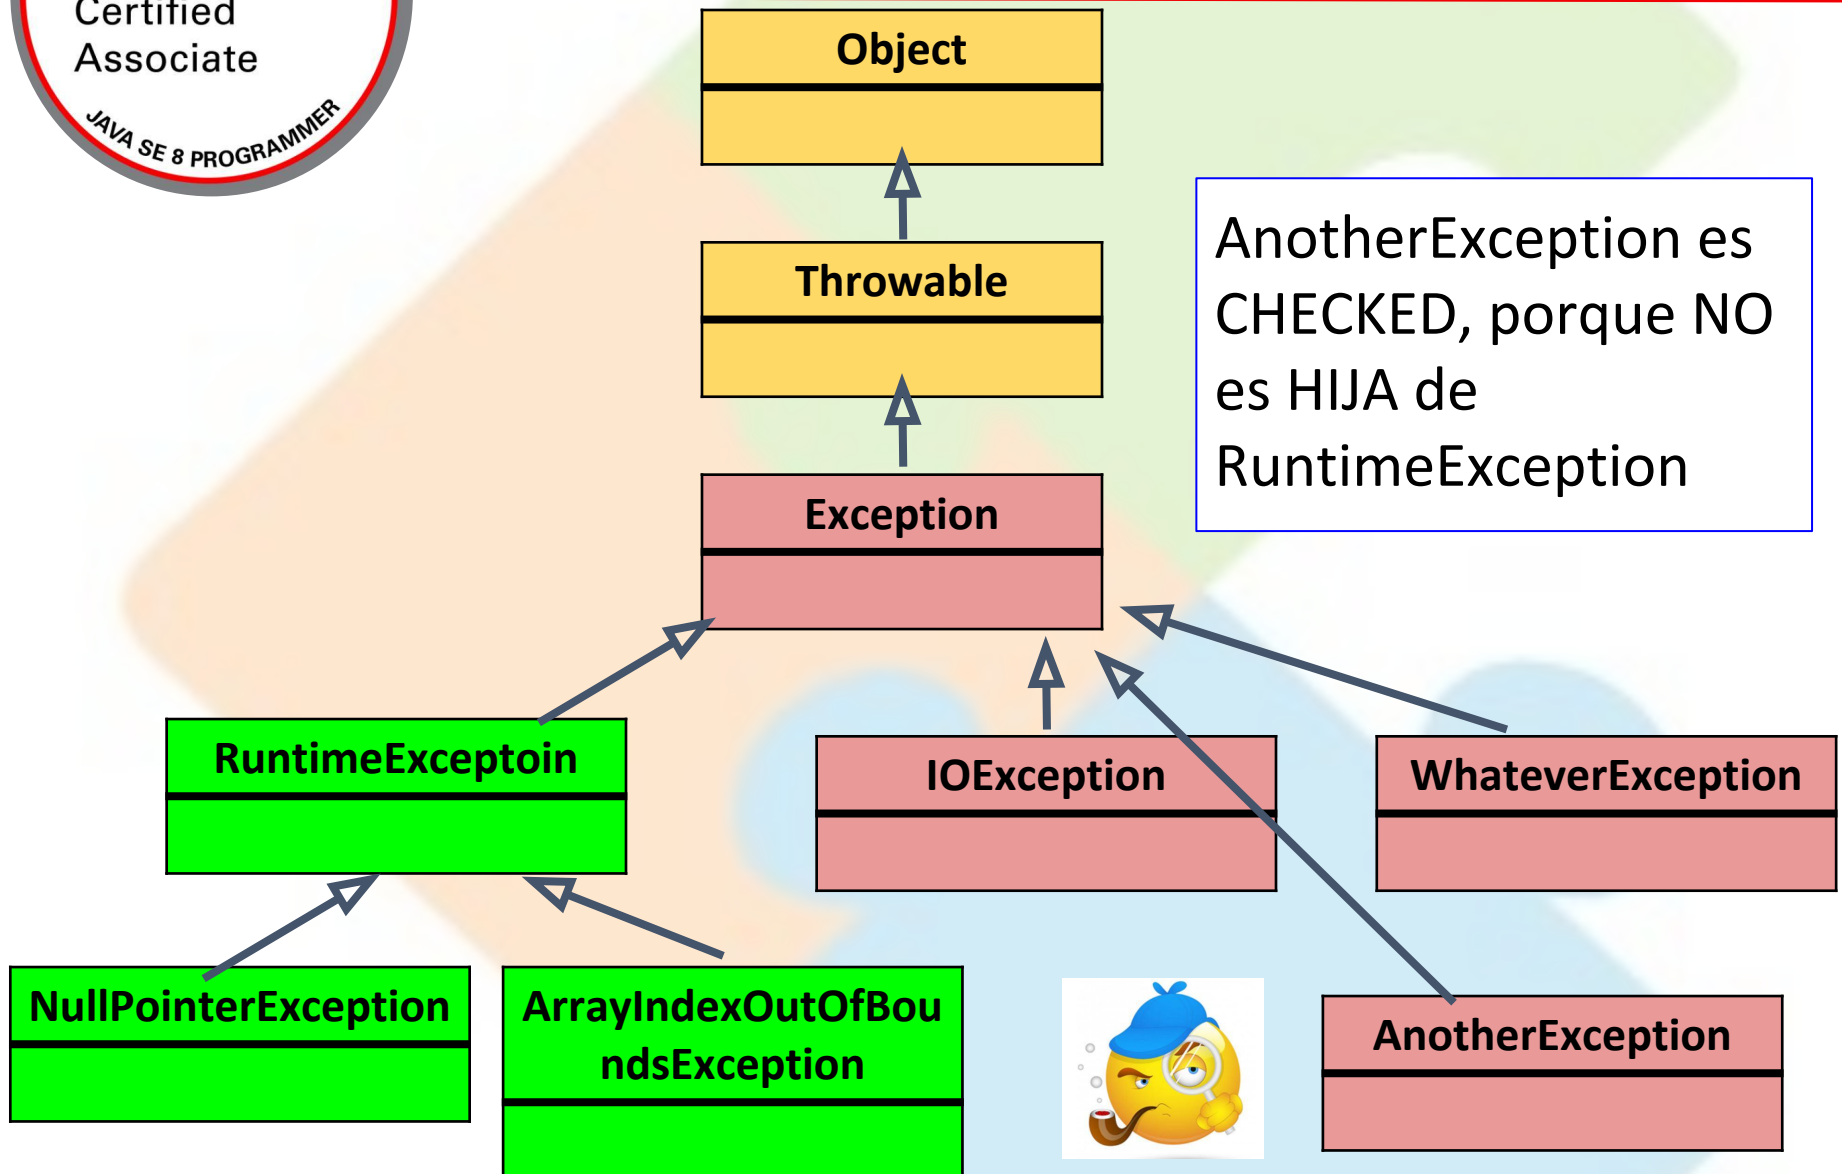 Certified
Associate
JAVA SE 8 PROGRAMMER
Object
Throwable
AnotherException es
CHECKED, porque NO
es HIJA de
RuntimeException
Exception
RuntimeExceptoin
IOException
WhateverException
NullPointerException
ArrayIndexOutOfBou
ndsException
AnotherException